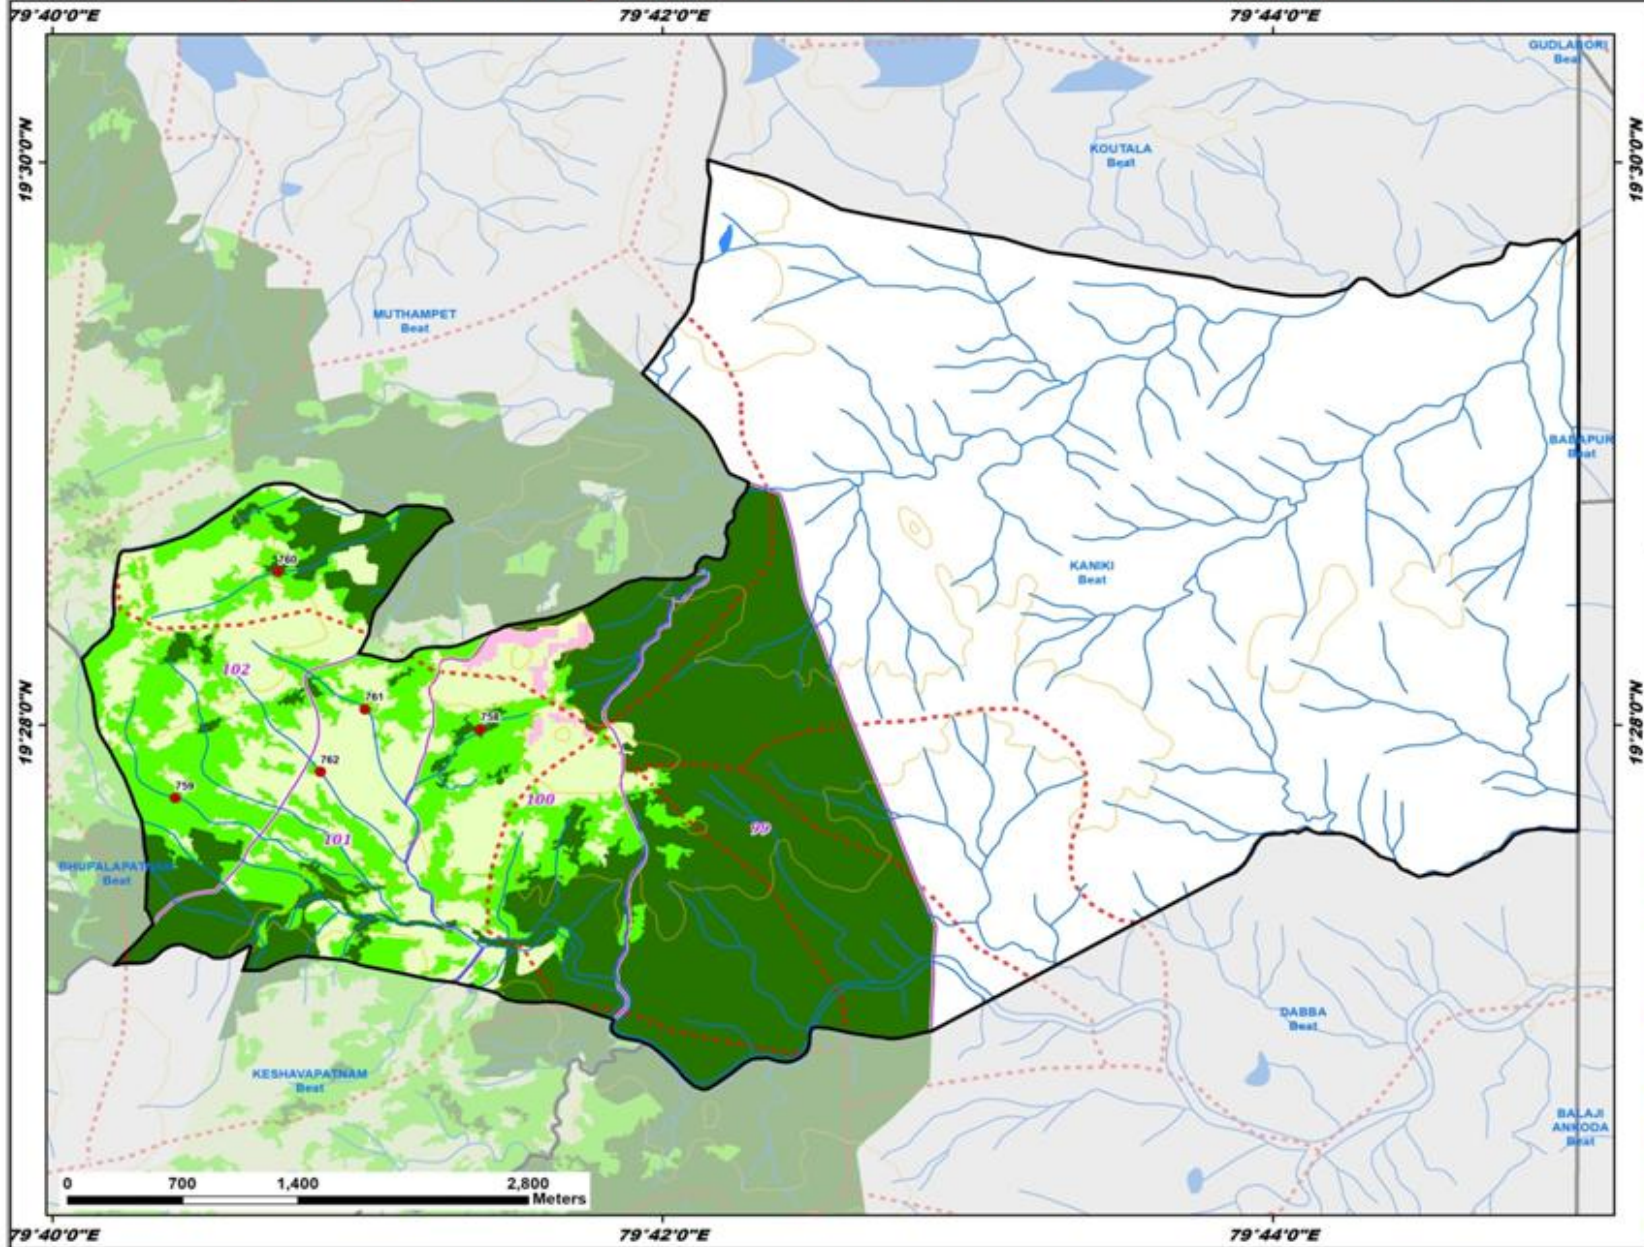 79°40'0"E 79°42'0"E 79°44'0"E
GUDLABORI
Beat
19°30'0"N
19°30'0"N
KOUTALA
Beat
MUTHAMPET
Beat
BABAPUR
Beat
760
KANIKI
Beat
102
761
758
19°28'0"N
19°28'0"N
762
759
100
99
101
Beat
DABBA
Beat
KESHAVAPATNAM
Beat
BALAJI
ANKODA
Beat
0 700 1,400 2,800
Meters
79°40'0"E 79°42'0"E 79°44'0"E